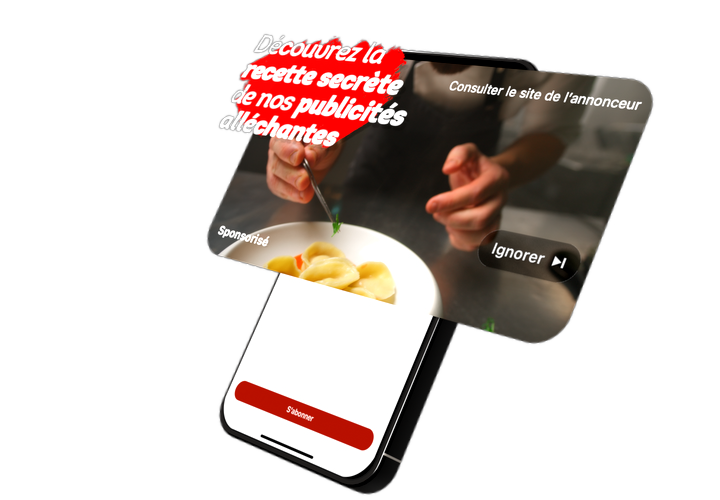 Découvrez la
recette secrète
de nos publicités
alléchantes
Consulter le site de l'annonceur
Sponsorisé
Ignorer
S'abonner